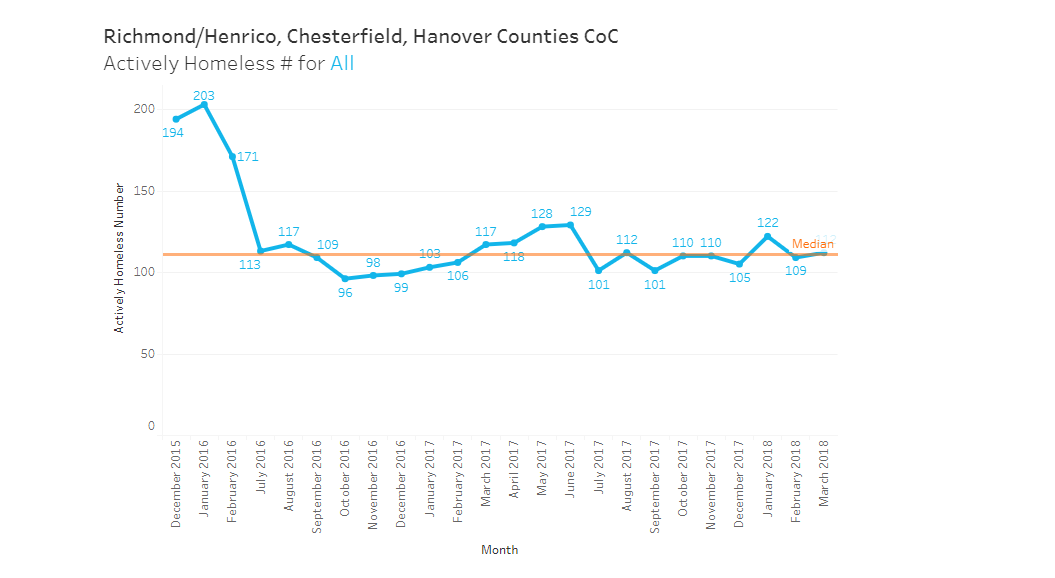 Richmond/Henrico, Chesterfield, Hanover Counties CoC
Actively Homeless # for All
Actively Homeless Number
200
150
100
50
0
194
203
171
113
117
109
96
98
99
103
106
117
118
128
129
101
112
101
110
110
105
122
109
Median
December 2015
January 2016
February 2016
July 2016
August 2016
September 2016
October 2016
November 2016
December 2016
January 2017
February 2017
March 2017
April 2017
May 2017
June 2017
July 2017
August 2017
September 2017
October 2017
November 2017
December 2017
January 2018
February 2018
March 2018
Month